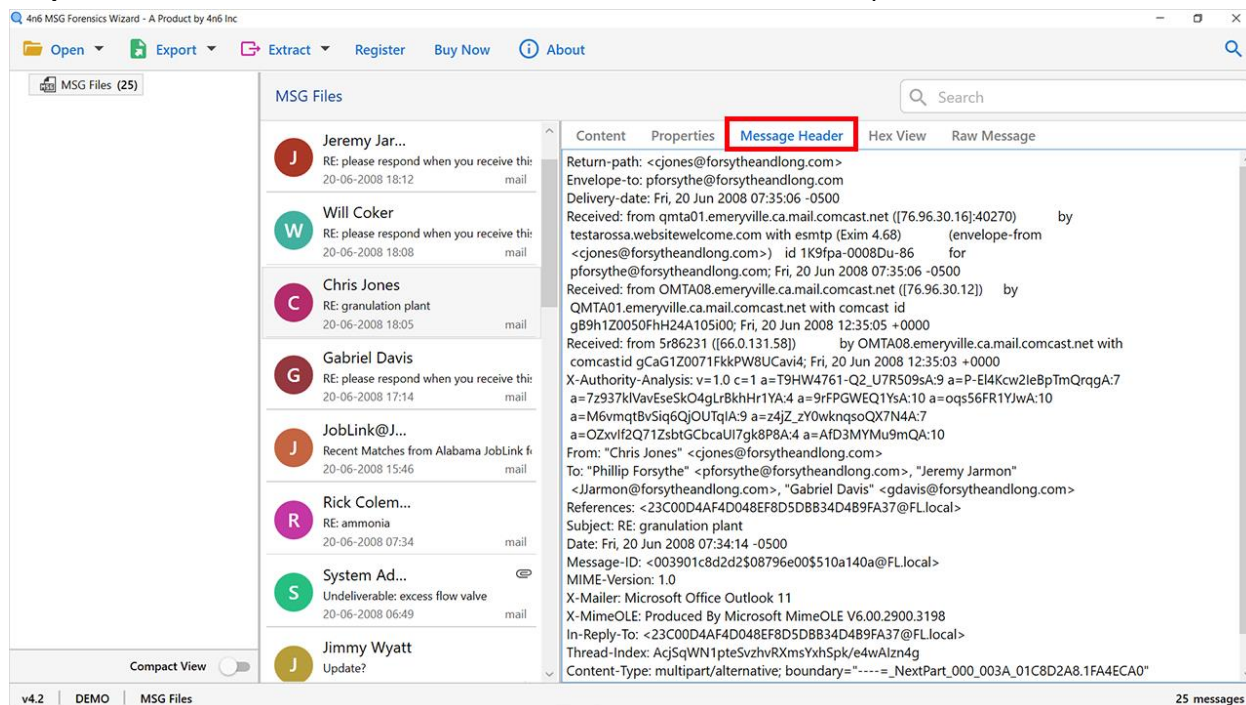 4n6 MSG Forensics Wizard - A Product by 4n6 Inc
Open Export Extract Register Buy Now About
MSG Files (25)
MSG Files
Search
Jeremy Jar...
RE: please respond when you receive this
20-06-2008 18:12 mail
Will Coker
RE: please respond when you receive this
20-06-2008 18:08 mail
Chris Jones
RE: granulation plant
20-06-2008 18:05 mail
Gabriel Davis
RE: please respond when you receive this
20-06-2008 17:14 mail
JobLink@J...
Recent Matches from Alabama JobLink f
20-06-2008 15:46 mail
Rick Colem...
RE: ammonia
20-06-2008 07:34 mail
System Ad...
Undeliverable: excess flow valve
20-06-2008 06:49 mail
Jimmy Wyatt
Update?
Content Properties Message Header Hex View Raw Message
Return-path: <cjones@forsytheandlong.com>
Envelope-to: pforsythe@forsytheandlong.com
Delivery-date: Fri, 20 Jun 2008 07:35:06 -0500
Received: from qmta01.emeryville.ca.mail.comcast.net ([76.96.30.16]:40270) by
testarossa.websitewelcome.com with esmtp (Exim 4.68) (envelope-from
<cjones@forsytheandlong.com>) id 1K9fpa-0008Du-86 for
pforsythe@forsytheandlong.com; Fri, 20 Jun 2008 07:35:06 -0500
Received: from OMTA08.emeryville.ca.mail.comcast.net ([76.96.30.12]) by
QMTA01.emeryville.ca.mail.comcast.net with comcast id
gB9h1Z0050FhH24A105i00; Fri, 20 Jun 2008 12:35:05 +0000
Received: from 5r86231 ([66.0.131.58]) by OMTA08.emeryville.ca.mail.comcast.net with
comcastid gCaG1Z0071FkkPW8UCavi4; Fri, 20 Jun 2008 12:35:03 +0000
X-Authority-Analysis: v=1.0 c=1 a=T9HW4761-Q2_U7R509sA:9 a=P-El4Kcw2IeBpTmQrqgA:7
a=7z937klVavEseSkO4gLrBkhHr1YA:4 a=9rFPGWEQ1YsA:10 a=oqs56FR1YJwA:10
a=M6vmqtBvSiq6QjOUTqIA:9 a=z4jZ_zY0wknqsoQX7N4A:7
a=OZxvIf2Q71ZsbtGCbcaUI7gk8P8A:4 a=AfD3MYMu9mQA:10
From: "Chris Jones" <cjones@forsytheandlong.com>
To: "Phillip Forsythe" <pforsythe@forsytheandlong.com>, "Jeremy Jarmon"
<JJarmon@forsytheandlong.com>, "Gabriel Davis" <gdavis@forsytheandlong.com>
References: <23C00D4AF4D048EF8D5DBB34D4B9FA37@FL.local>
Subject: RE: granulation plant
Date: Fri, 20 Jun 2008 07:34:14 -0500
Message-ID: <003901c8d2d2$08796e00$510a140a@FL.local>
MIME-Version: 1.0
X-Mailer: Microsoft Office Outlook 11
X-MimeOLE: Produced By Microsoft MimeOLE V6.00.2900.3198
In-Reply-To: <23C00D4AF4D048EF8D5DBB34D4B9FA37@FL.local>
Thread-Index: AcjSqWN1pteSvzhvRXmsYxhSpk/e4wAIzn4g
Content-Type: multipart/alternative; boundary="----=_NextPart_000_003A_01C8D2A8.1FA4ECA0"
Compact View
v4.2 DEMO MSG Files 25 messages